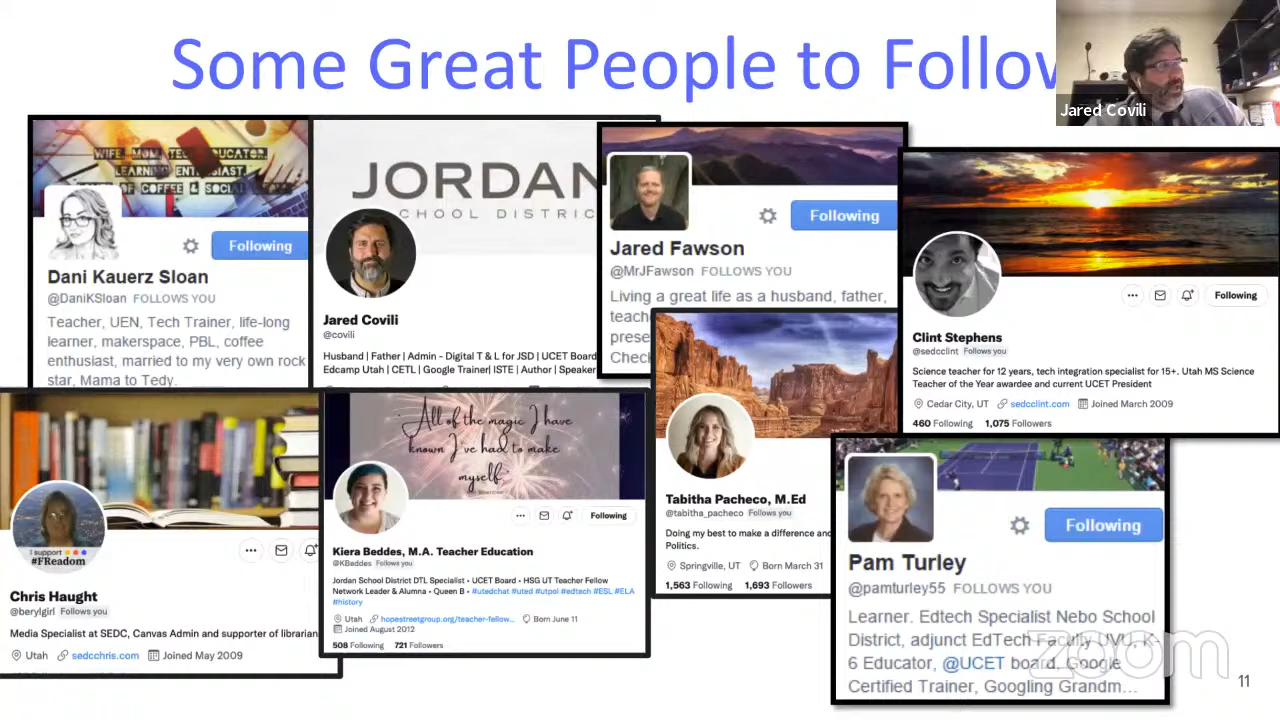 Some Great People to Follow
Jared Covili
WIFE, MOM, TECH EDUCATOR,
LEARNING ENTHUSIAST,
OF COFFEE & SOCIAL
Following
Dani Kauerz Sloan
@DaniKSloan FOLLOWS YOU
Teacher, UEN, Tech Trainer, life-long
learner, makerspace, PBL, coffee
enthusiast, married to my very own rock
star, Mama to Tedy.
JORDAN
CHOOL DISTRIC
Jared Covili
@covili
Husband | Father | Admin - Digital T & L for JSD | UCET Board
Edcamp Utah | CETL | Google Trainer| ISTE | Author | Speaker
Following
Jared Fawson
@MrJFawson FOLLOWS YOU
Living a great life as a husband, father,
teache
prese
Check
Following
Clint Stephens
@sedcclint Follows you
Science teacher for 12 years, tech integration specialist for 15+. Utah MS Science
Teacher of the Year awardee and current UCET President
Cedar City, UT sedcclint.com Joined March 2009
460 Following 1,075 Followers
I support
#FReadom
Chris Haught
@berylgirl Follows you
Media Specialist at SEDC, Canvas Admin and supporter of librarian
Utah sedcchris.com Joined May 2009
All of the magic I have
known I've had to make
myself.
Following
Kiera Beddes, M.A. Teacher Education
@KBeddes Follows you
Jordan School District DTL Specialist • UCET Board • HSG UT Teacher Fellow
Network Leader & Alumna • Queen B • #utedchat #uted #utpol #edtech #ESL #ELA
#history
Utah hopestreetgroup.org/teacher-fellow... Born June 11
Joined August 2012
508 Following 721 Followers
Tabitha Pacheco, M.Ed
@tabitha_pacheco Follows you
Doing my best to make a difference and
Politics.
Springville, UT Born March 31
1,563 Following 1,693 Followers
Following
Pam Turley
@pamturley55 FOLLOWS YOU
Learner. Edtech Specialist Nebo School
District, adjunct EdTech Faculty UVU, K-
6 Educator, @UCET board, Google
Certified Trainer, Googling Grandm...
zoom
11